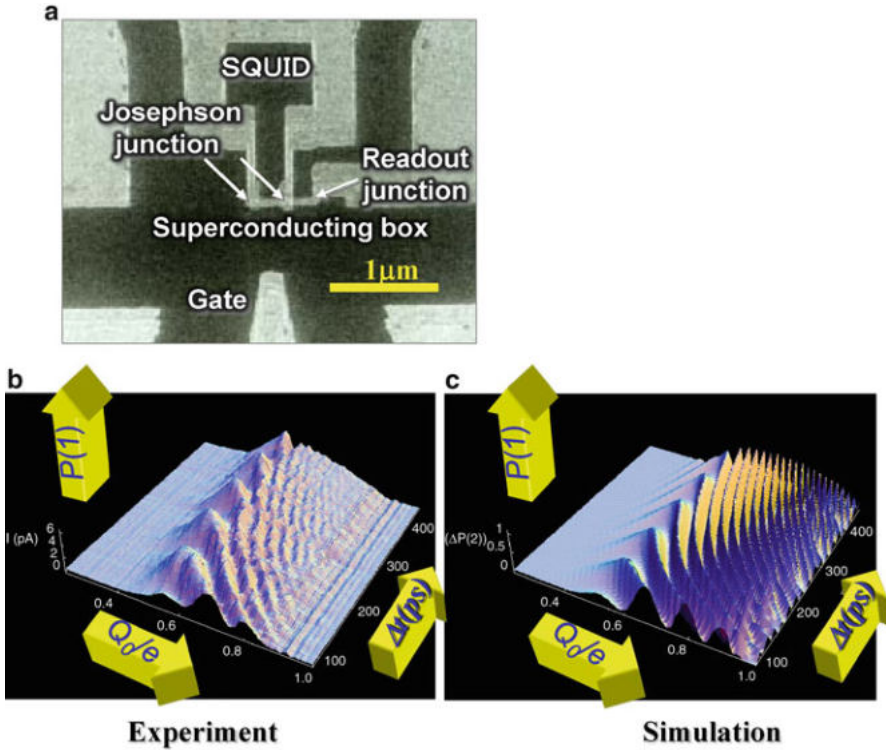 a
SQUID
Josephson
junction
Readout
junction
Superconducting box
1μm
Gate
b
P(1)
I (pA)
6
4
2
0
0.4
0.6
0.8
1.0
100
200
300
400
Q₀/e
Δt(ps)
Experiment
c
P(1)
(ΔP(2))
1
0.5
0
0.4
0.6
0.8
1.0
100
200
300
400
Q₀/e
Δt(ps)
Simulation